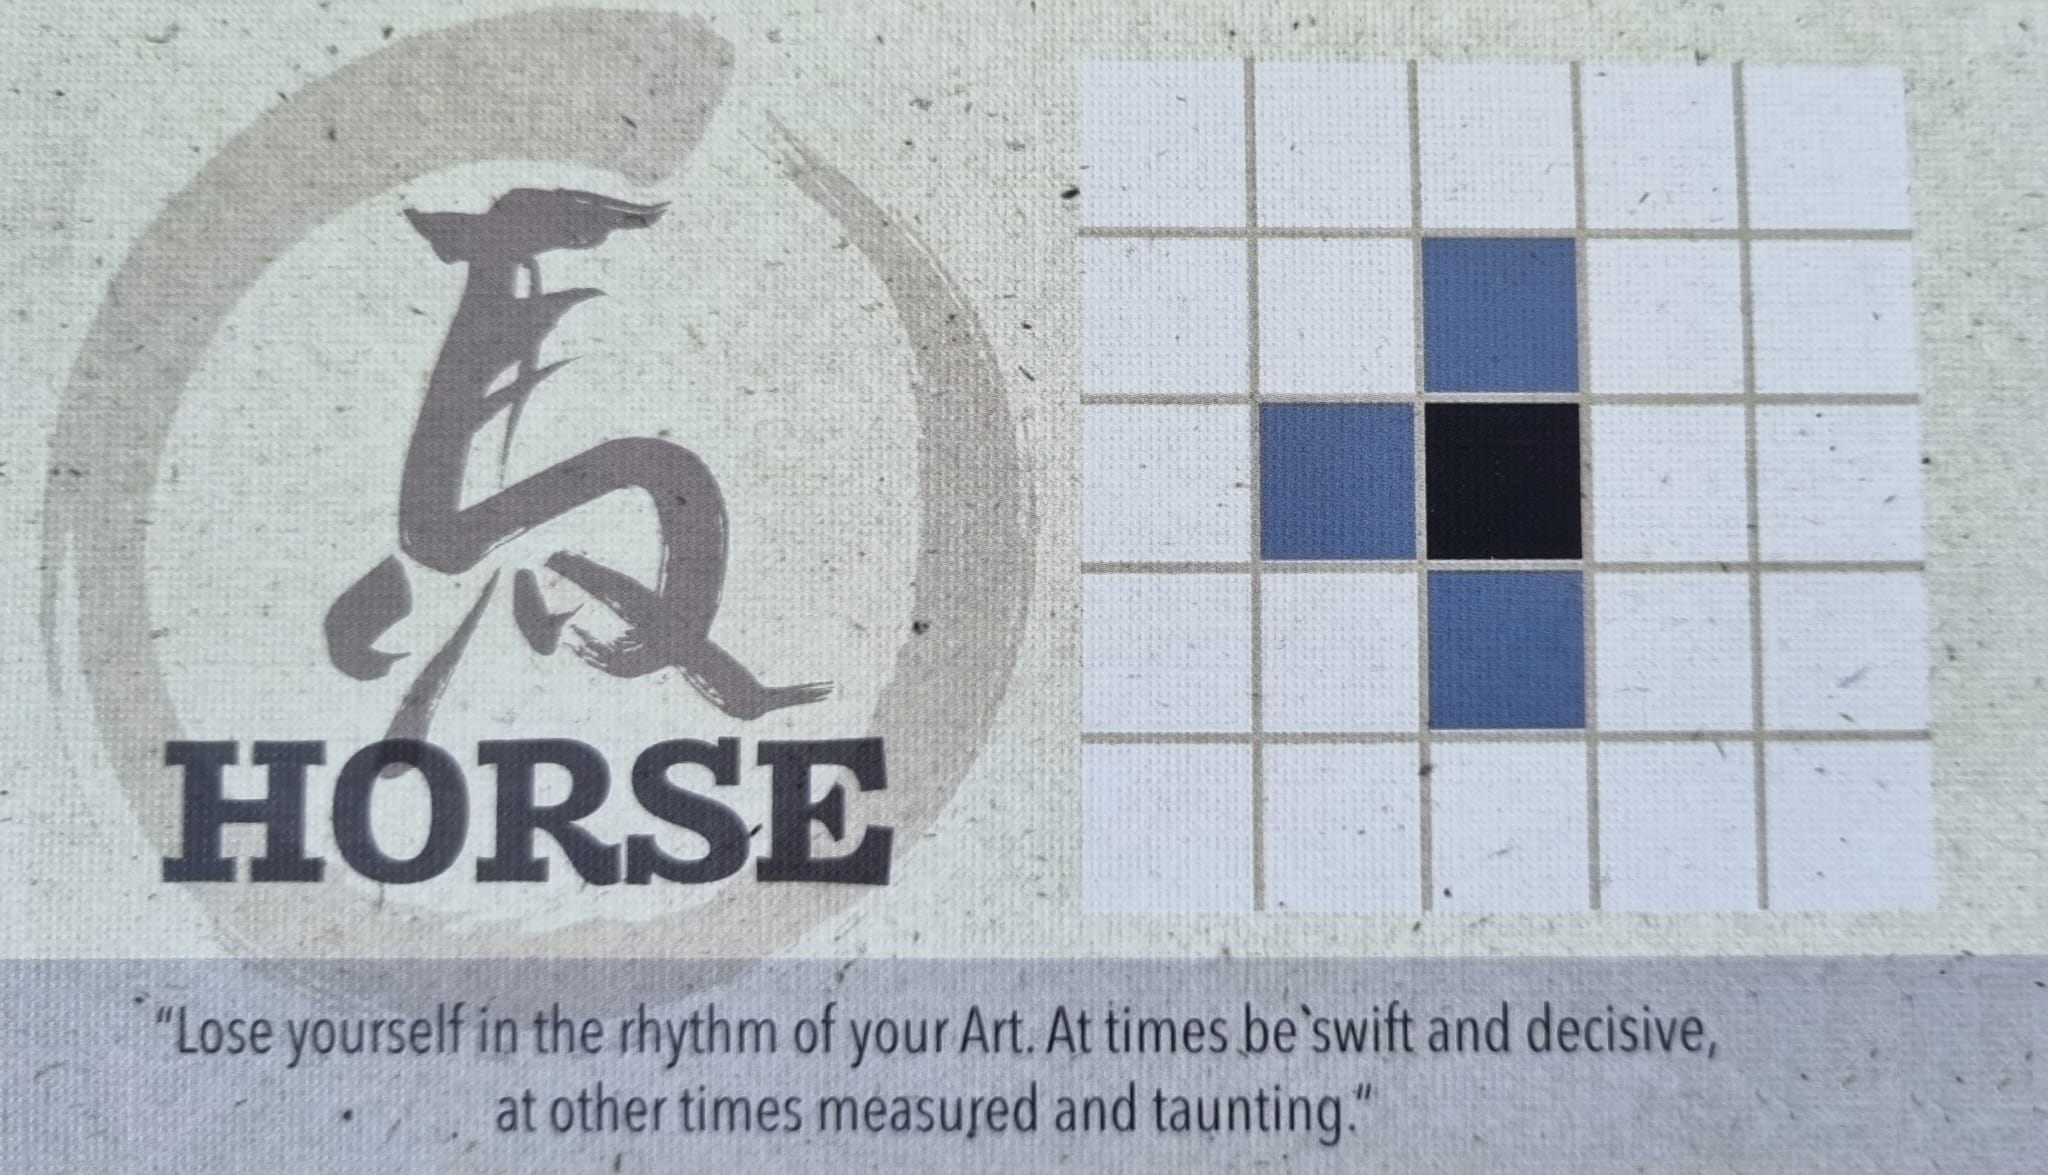 馬
HORSE
“Lose yourself in the rhythm of your Art. At times be swift and decisive,
at other times measured and taunting.”